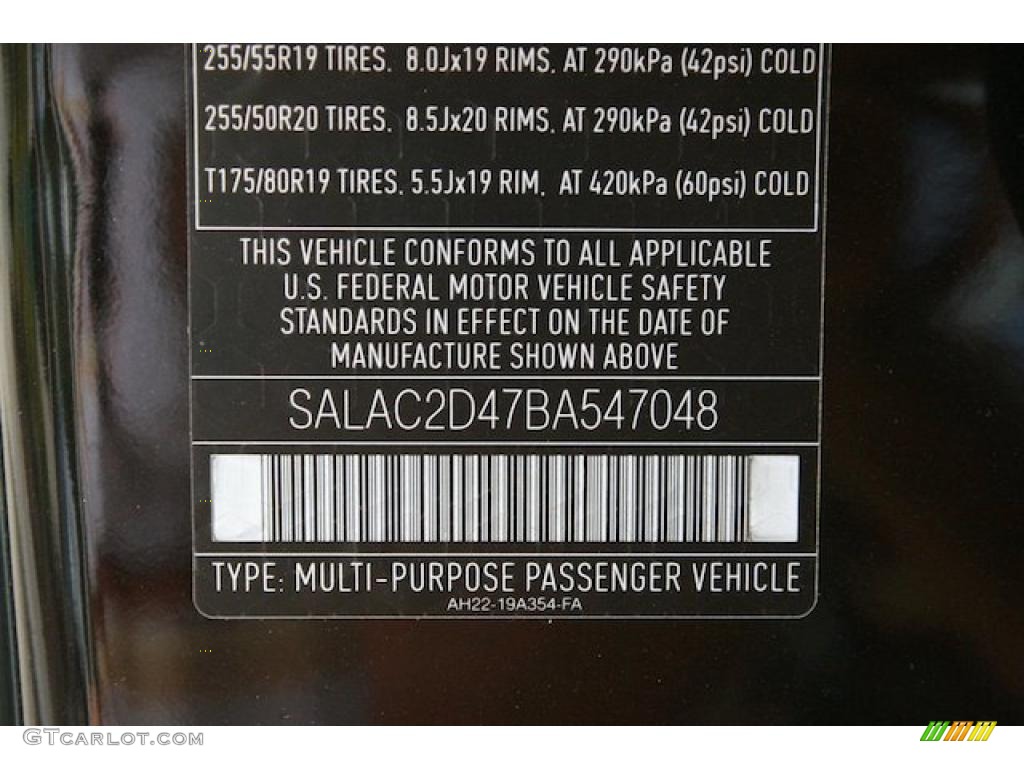 255/55R19 TIRES. 8.0Jx19 RIMS. AT 290kPa (42psi) COLD
255/50R20 TIRES. 8.5Jx20 RIMS. AT 290kPa (42psi) COLD
T175/80R19 TIRES. 5.5Jx19 RIM. AT 420kPa (60psi) COLD
THIS VEHICLE CONFORMS TO ALL APPLICABLE
U.S. FEDERAL MOTOR VEHICLE SAFETY
STANDARDS IN EFFECT ON THE DATE OF
MANUFACTURE SHOWN ABOVE
SALAC2D47BA547048
TYPE: MULTI-PURPOSE PASSENGER VEHICLE
AH22-19A354-FA
GTCARLOT.COM